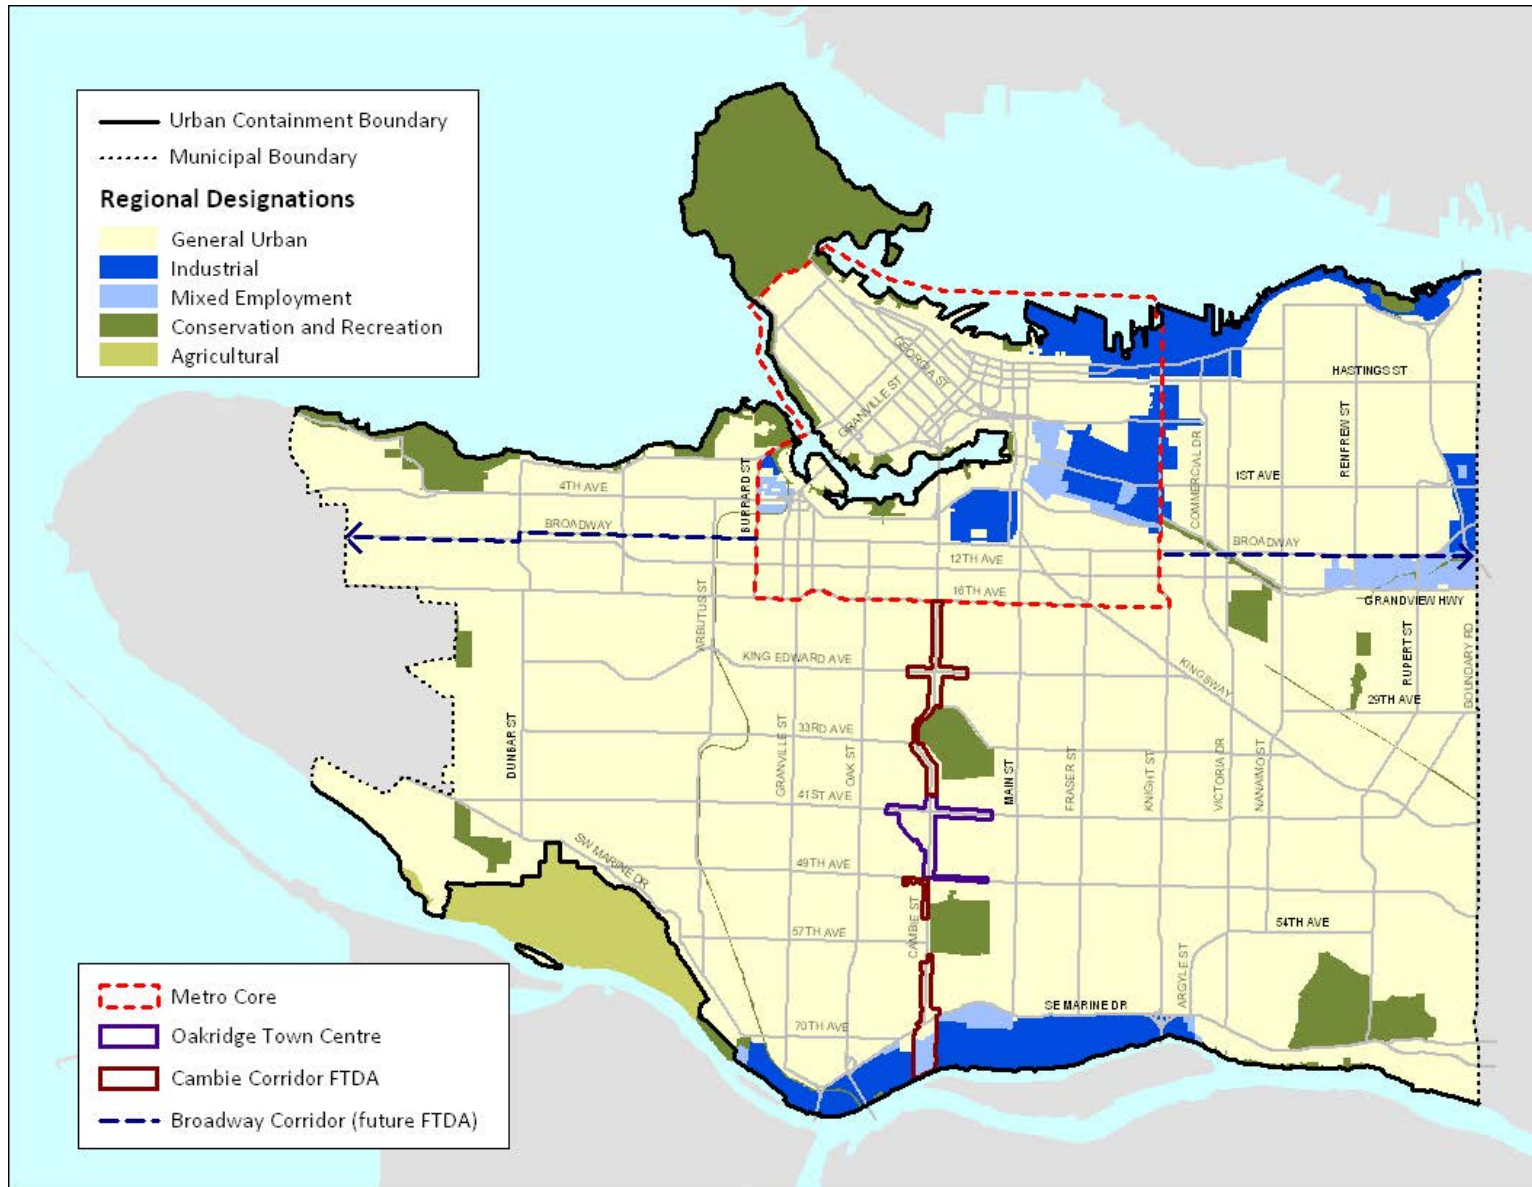 Urban Containment Boundary
Municipal Boundary
Regional Designations
General Urban
Industrial
Mixed Employment
Conservation and Recreation
Agricultural
GEORGIA ST
GRANVILLE ST
HASTINGS ST
RENFREW ST
COMMERCIAL DR
1ST AVE
BURRARD ST
4TH AVE
BROADWAY
BROADWAY
12TH AVE
16TH AVE
GRANDVIEW HWY
ARBUTUS ST
RUPERT ST
BOUNDARY RD
KING EDWARD AVE
KINGSWAY
29TH AVE
33RD AVE
DUNBAR ST
GRANVILLE ST
OAK ST
MAIN ST
FRASER ST
KNIGHT ST
VICTORIA DR
NANAIMO ST
41ST AVE
SW MARINE DR
49TH AVE
CAMBIE ST
54TH AVE
57TH AVE
ARGYLE ST
SE MARINE DR
70TH AVE
Metro Core
Oakridge Town Centre
Cambie Corridor FTDA
Broadway Corridor (future FTDA)